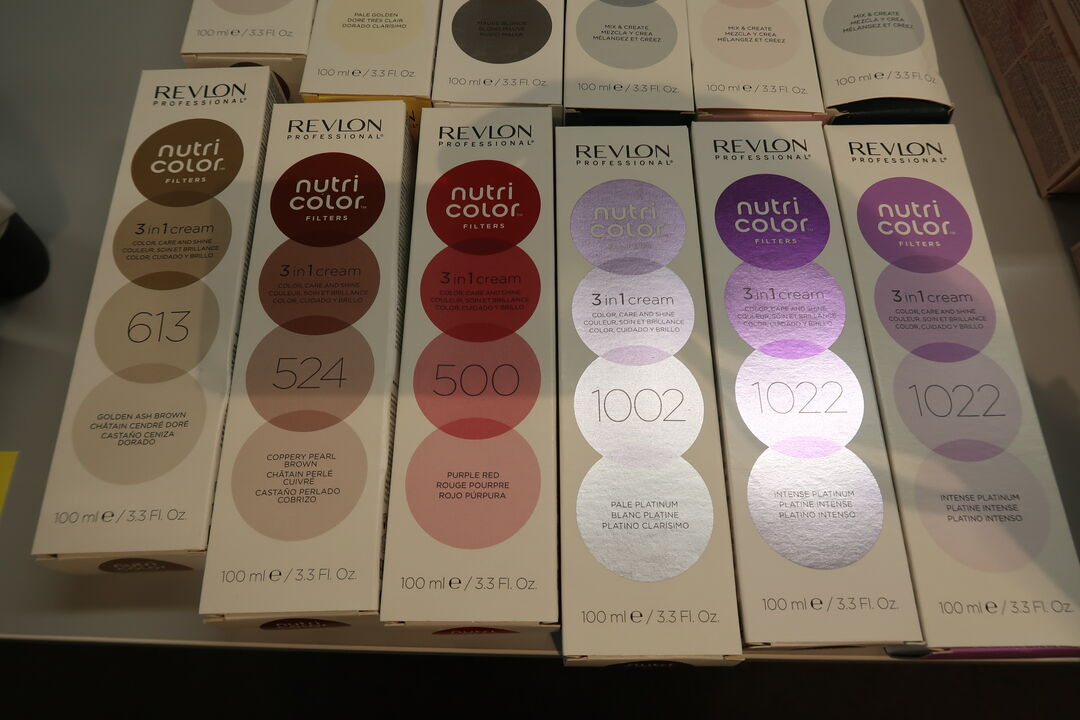 100 ml e / 3.3 Fl. Oz.
PALE GOLDEN
DORÉ TRÈS CLAIR
DORADO CLARÍSIMO
100 ml e / 3.3 Fl. Oz.
MAUVE BLONDE
BLOND MAUVE
RUBIO MALVA
100 ml e / 3.3 Fl. Oz.
MIX & CREATE
MEZCLA Y CREA
MÉLANGEZ ET CRÉEZ
100 ml e / 3.3 Fl. Oz.
MIX & CREATE
MEZCLA Y CREA
MÉLANGEZ ET CRÉEZ
100 ml e / 3.3 Fl. Oz.
MIX & CREATE
MEZCLA Y CREA
MÉLANGEZ ET CRÉEZ
100 ml e / 3.3 Fl. Oz.
REVLON
PROFESSIONAL®
nutri
color™
FILTERS
3 in 1 cream
COLOR, CARE AND SHINE
COULEUR, SOIN ET BRILLANCE
COLOR, CUIDADO Y BRILLO
613
GOLDEN ASH BROWN
CHÂTAIN CENDRÉ DORÉ
CASTAÑO CENIZA
DORADO
100 ml e / 3.3 Fl. Oz.
REVLON
PROFESSIONAL®
nutri
color™
FILTERS
3 in 1 cream
COLOR, CARE AND SHINE
COULEUR, SOIN ET BRILLANCE
COLOR, CUIDADO Y BRILLO
524
COPPERY PEARL
BROWN
CHÂTAIN PERLÉ
CUIVRÉ
CASTAÑO PERLADO
COBRIZO
100 ml e / 3.3 Fl. Oz.
REVLON
PROFESSIONAL®
nutri
color™
FILTERS
3 in 1 cream
COLOR, CARE AND SHINE
COULEUR, SOIN ET BRILLANCE
COLOR, CUIDADO Y BRILLO
500
PURPLE RED
ROUGE POURPRE
ROJO PÚRPURA
100 ml e / 3.3 Fl. Oz.
REVLON
PROFESSIONAL®
nutri
color™
FILTERS
3 in 1 cream
COLOR, CARE AND SHINE
COULEUR, SOIN ET BRILLANCE
COLOR, CUIDADO Y BRILLO
1002
PALE PLATINUM
BLANC PLATINE
PLATINO CLARÍSIMO
100 ml e / 3.3 Fl. Oz.
REVLON
PROFESSIONAL®
nutri
color™
FILTERS
3 in 1 cream
COLOR, CARE AND SHINE
COULEUR, SOIN ET BRILLANCE
COLOR, CUIDADO Y BRILLO
1022
INTENSE PLATINUM
PLATINE INTENSE
PLATINO INTENSO
100 ml e / 3.3 Fl. Oz.
REVLON
PROFESSIONAL®
nutri
color™
FILTERS
3 in 1 cream
COLOR, CARE AND SHINE
COULEUR, SOIN ET BRILLANCE
COLOR, CUIDADO Y BRILLO
1022
INTENSE PLATINUM
PLATINE INTENSE
PLATINO INTENSO
100 ml e / 3.3 Fl. Oz.